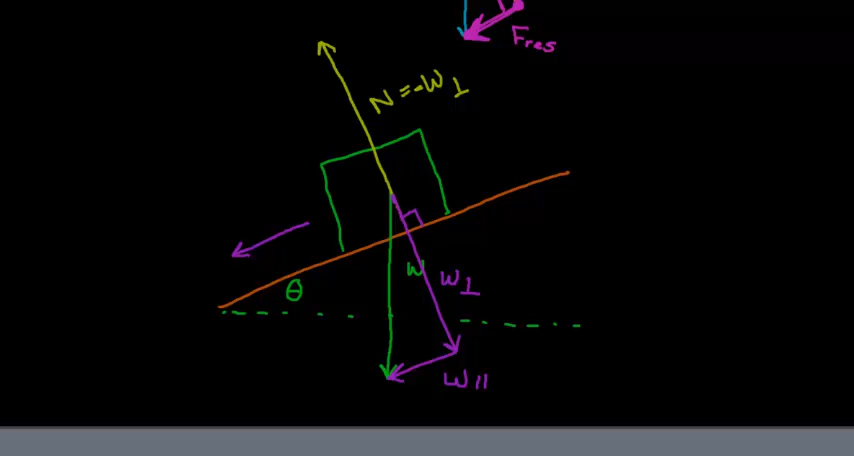 Fres
N = -W⊥
θ
W
W⊥
W∥